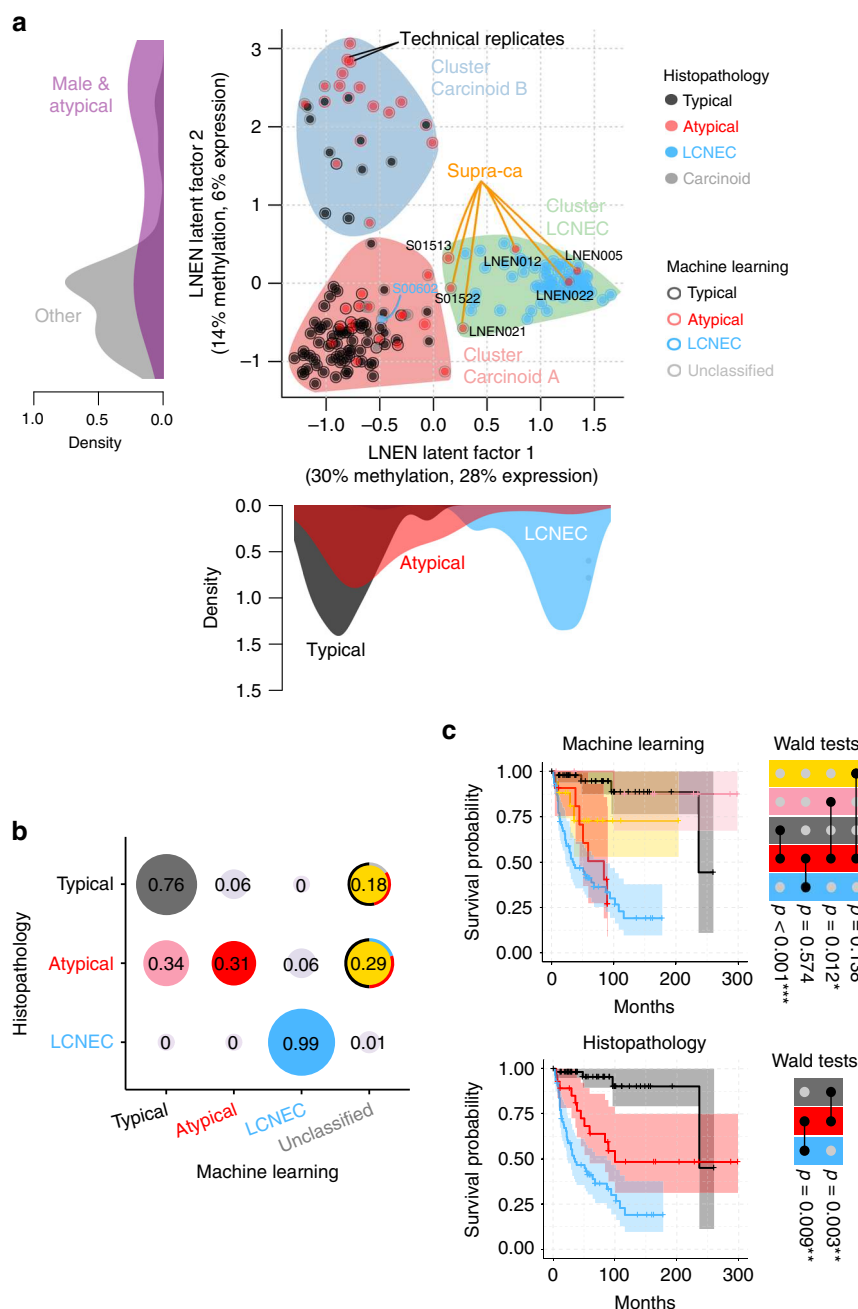 a
Male &
atypical
Other
1.0
0.5
0.0
Density
LNEN latent factor 2
(14% methylation, 6% expression)
3
2
1
0
−1
Technical replicates
Cluster
Carcinoid B
Supra-ca
Cluster
LNEC
S01513
LNEN012
LNEN005
S00602
S01522
LNEN022
LNEN021
Cluster
Carcinoid A
−1.0
−0.5
0.0
0.5
1.0
1.5
LNEN latent factor 1
(30% methylation, 28% expression)
Histopathology
Typical
Atypical
LCNEC
Carcinoid
Machine learning
Typical
Atypical
LCNEC
Unclassified
0.0
0.5
1.0
1.5
Density
LCNEC
Atypical
Typical
b
Histopathology
Typical
0.76
0.06
0
0.18
Atypical
0.34
0.31
0.06
0.29
LCNEC
0
0
0.99
0.01
Typical
Atypical
LCNEC
Unclassified
Machine learning
c
Machine learning
Survival probability
1.00
0.75
0.50
0.25
0.00
0
100
200
300
Months
Wald tests
p < 0.001***
p = 0.574
p = 0.012*
p = 0.138
Histopathology
Survival probability
1.00
0.75
0.50
0.25
0.00
0
100
200
300
Months
Wald tests
p = 0.009**
p = 0.003**